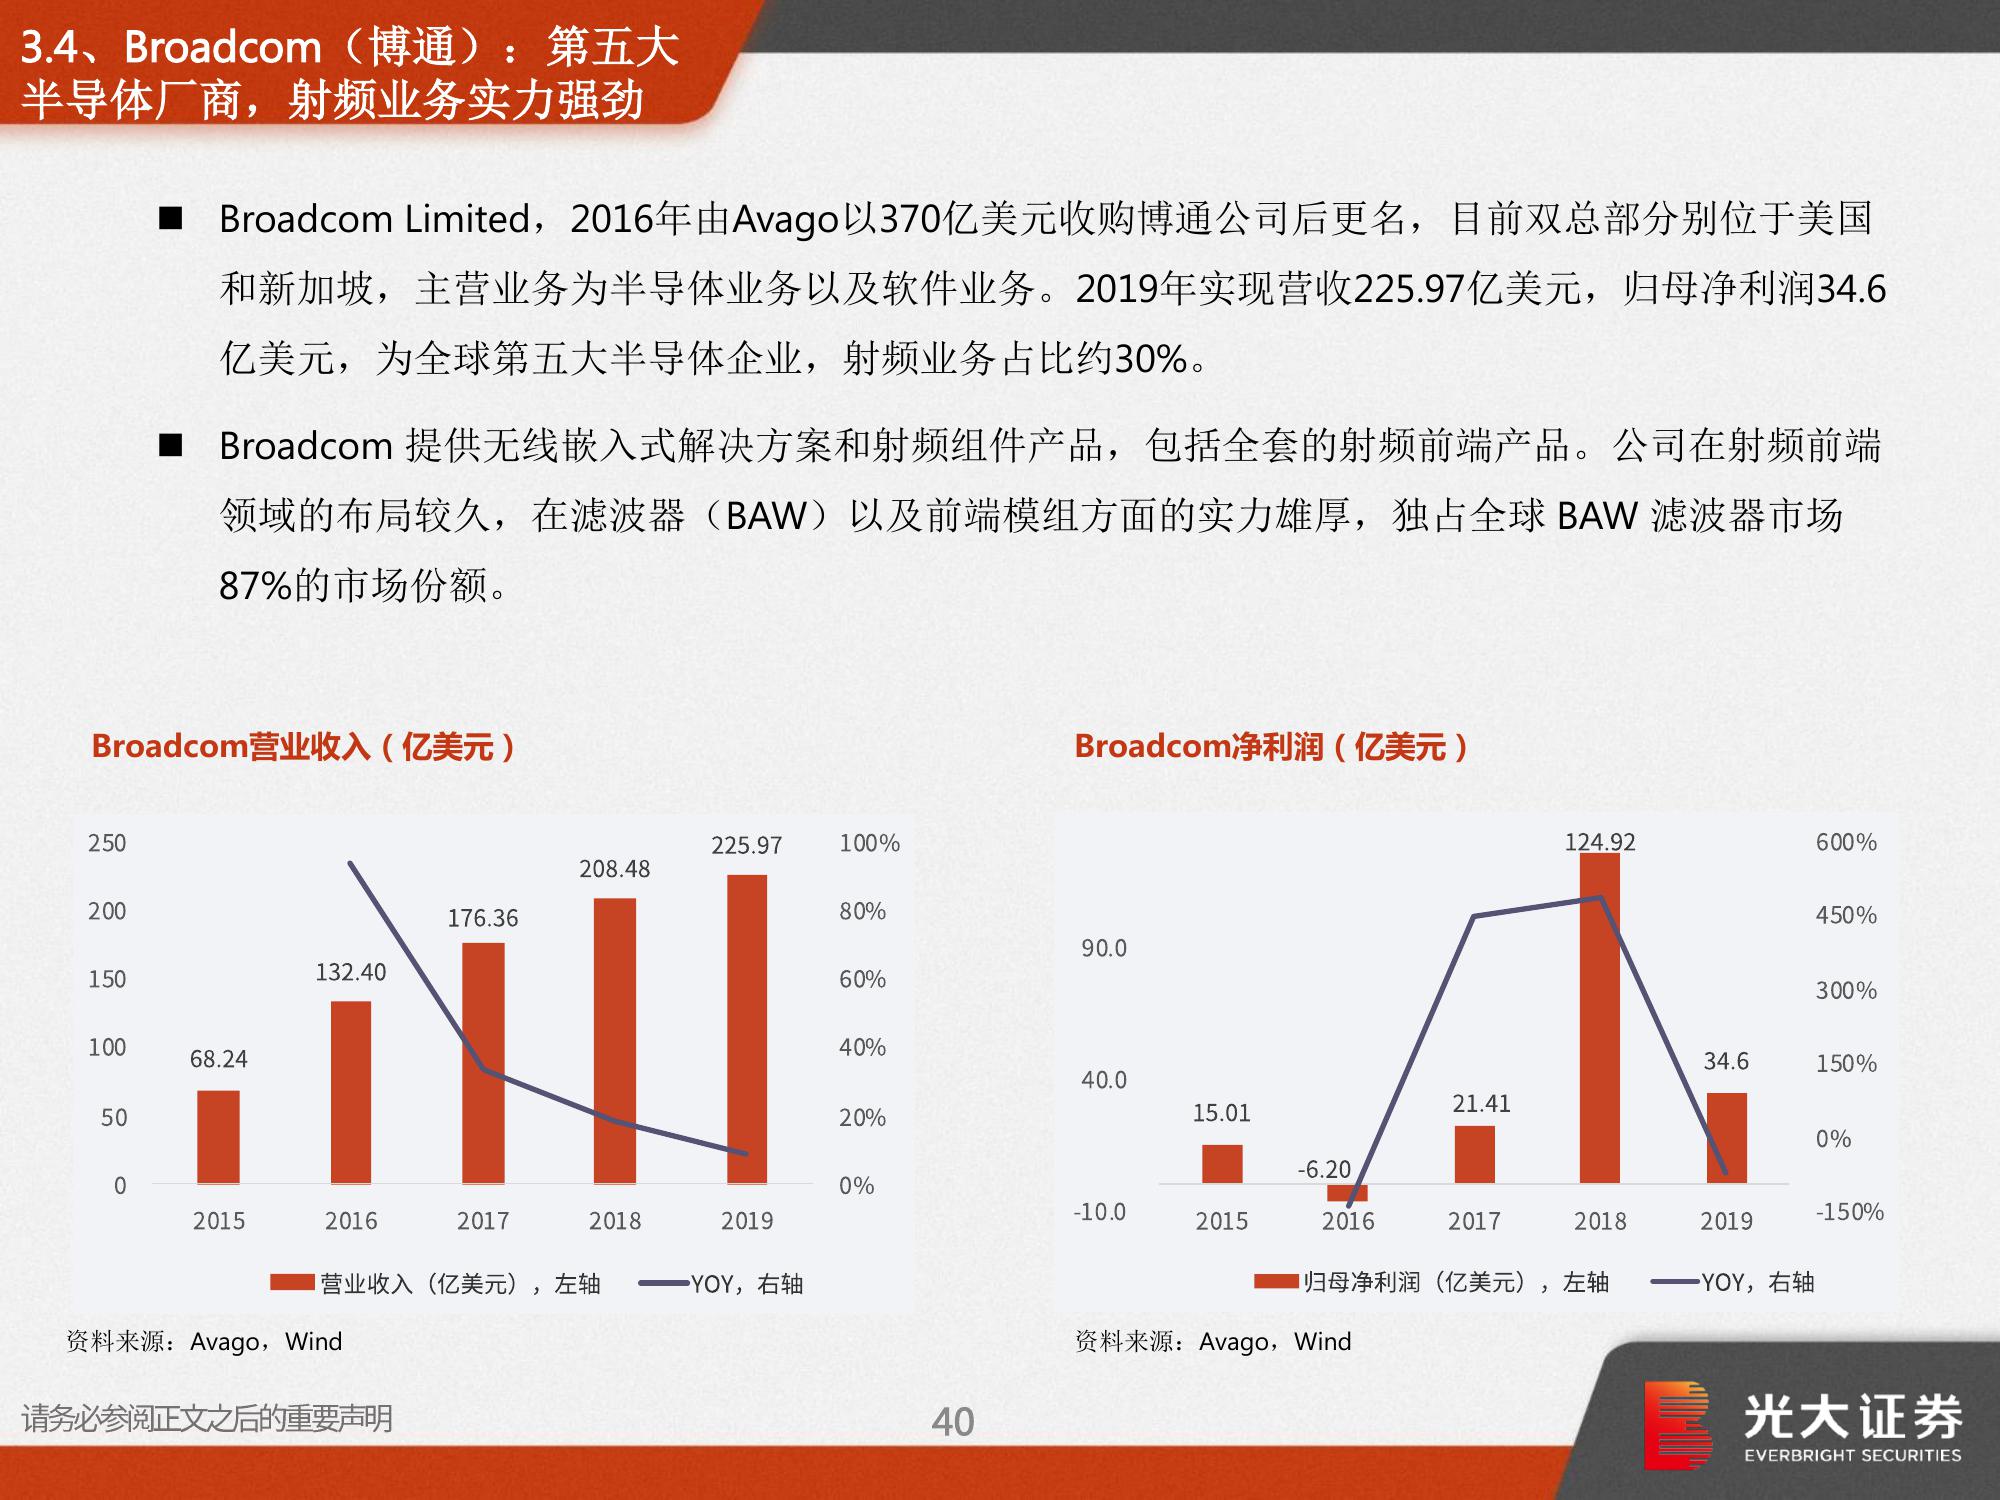 3.4、Broadcom（博通）：第五大
半导体厂商，射频业务实力强劲
■ Broadcom Limited，2016年由Avago以370亿美元收购博通公司后更名，目前双总部分别位于美国
和新加坡，主营业务为半导体业务以及软件业务。2019年实现营收225.97亿美元，归母净利润34.6
亿美元，为全球第五大半导体企业，射频业务占比约30%。
■ Broadcom 提供无线嵌入式解决方案和射频组件产品，包括全套的射频前端产品。公司在射频前端
领域的布局较久，在滤波器（BAW）以及前端模组方面的实力雄厚，独占全球 BAW 滤波器市场
87%的市场份额。
Broadcom营业收入（亿美元）
250
200
150
100
50
0
68.24
132.40
176.36
208.48
225.97
100%
80%
60%
40%
20%
0%
2015 2016 2017 2018 2019
营业收入（亿美元），左轴 YOY，右轴
资料来源：Avago，Wind
Broadcom净利润（亿美元）
90.0
40.0
-10.0
15.01
-6.20
21.41
124.92
34.6
600%
450%
300%
150%
0%
-150%
2015 2016 2017 2018 2019
归母净利润（亿美元），左轴 YOY，右轴
资料来源：Avago，Wind
请务必参阅正文之后的重要声明
40
光大证券
EVERBRIGHT SECURITIES